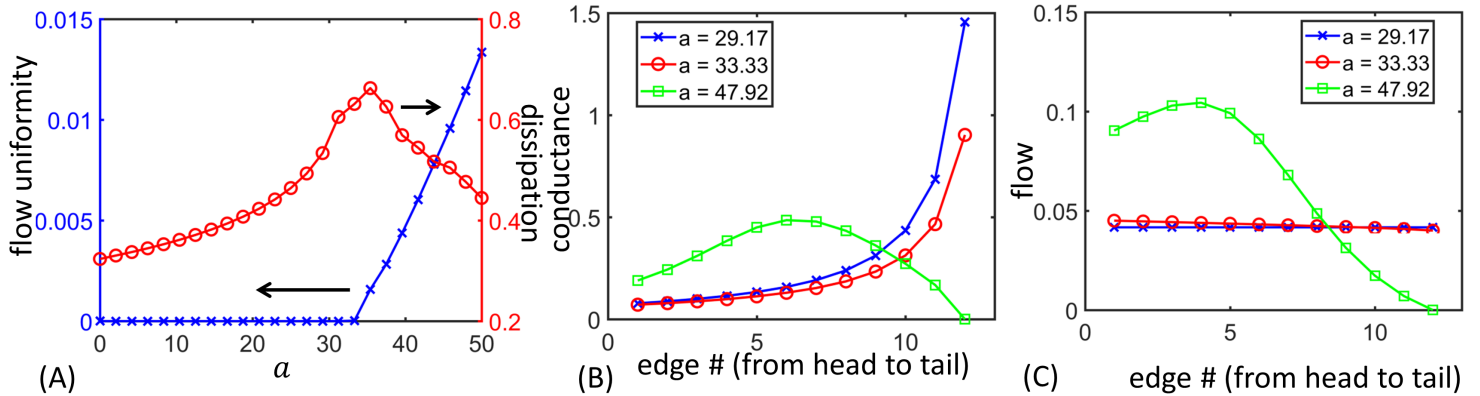 flow uniformity
0.015
0.01
0.005
0
0 10 20 30 40 50
a
0.8
0.6
0.4
0.2
dissipation
(A)
conductance
1.5
1
0.5
0
a = 29.17
a = 33.33
a = 47.92
0 5 10
edge # (from head to tail)
(B)
flow
0.15
0.1
0.05
0
a = 29.17
a = 33.33
a = 47.92
0 5 10
edge # (from head to tail)
(C)